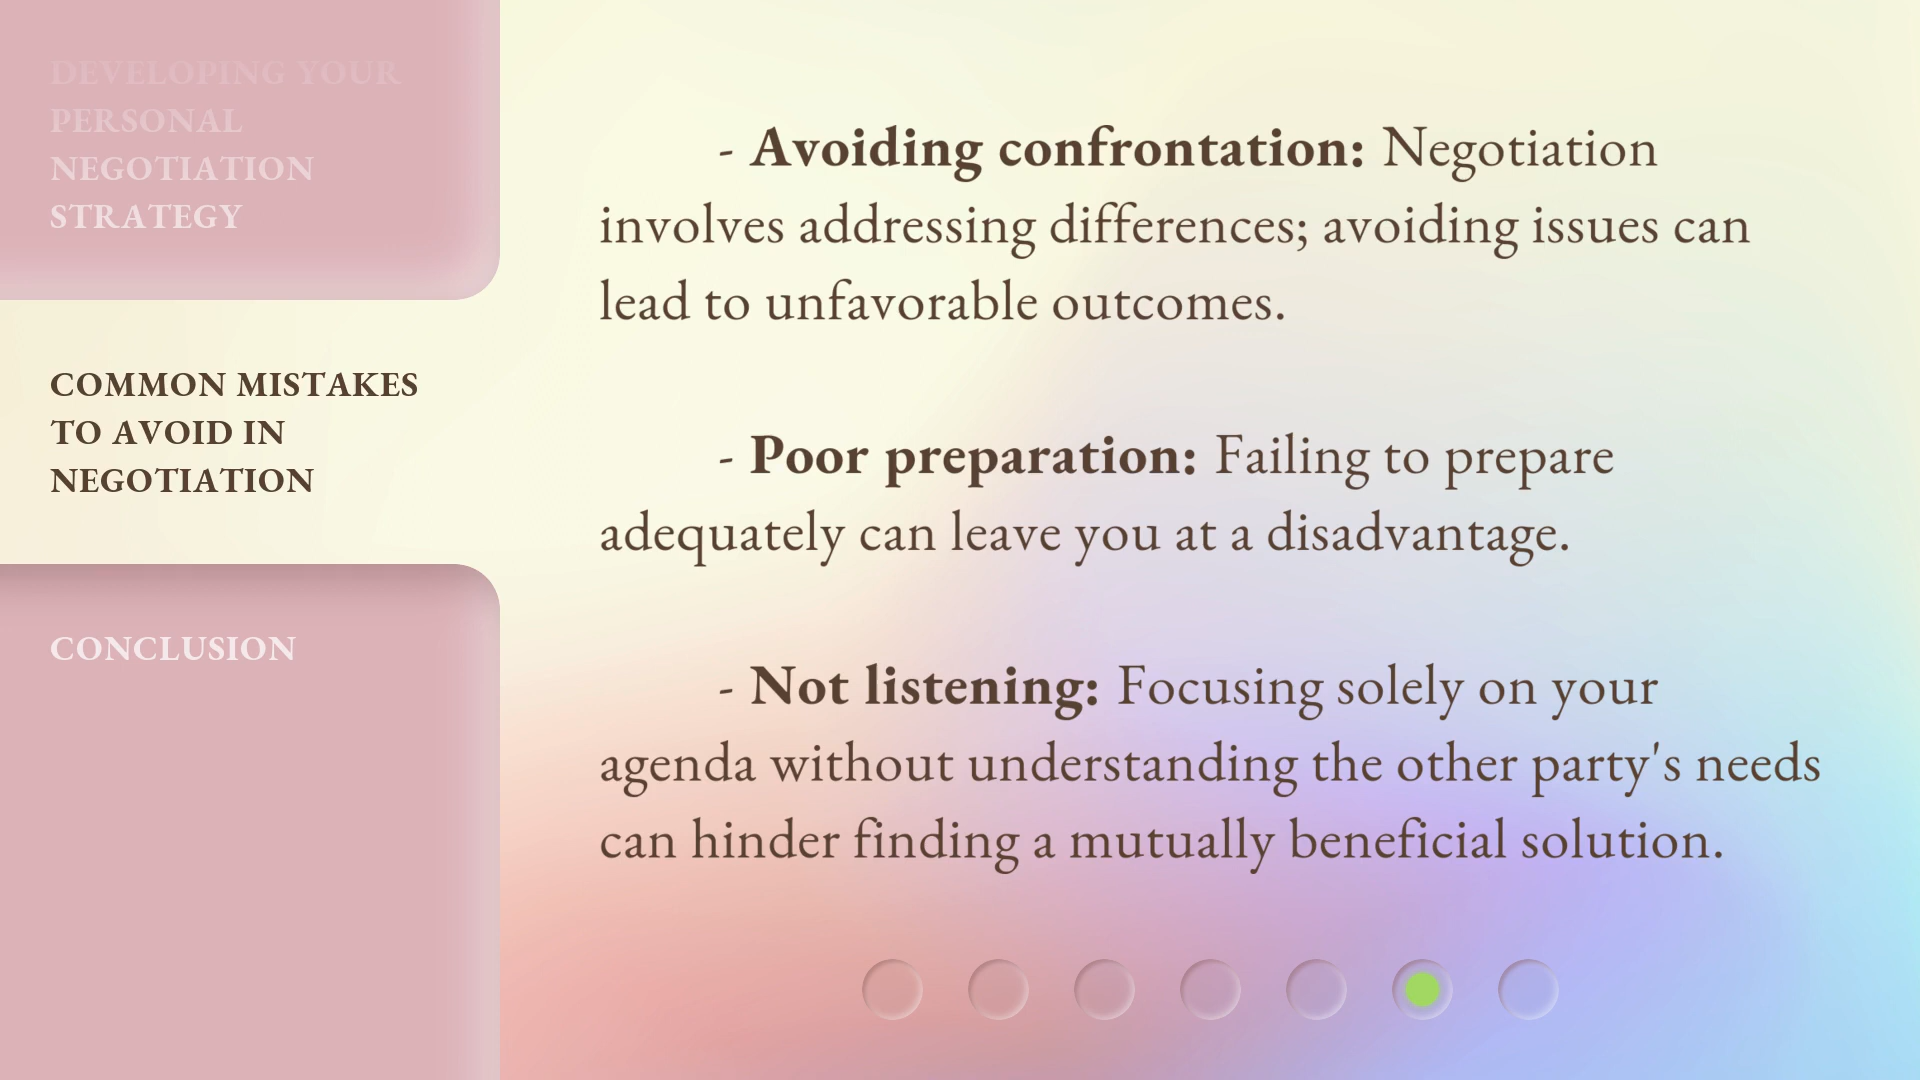 DEVELOPING YOUR
PERSONAL
NEGOTIATION
STRATEGY
COMMON MISTAKES
TO AVOID IN
NEGOTIATION
CONCLUSION
- Avoiding confrontation: Negotiation
involves addressing differences; avoiding issues can
lead to unfavorable outcomes.
- Poor preparation: Failing to prepare
adequately can leave you at a disadvantage.
- Not listening: Focusing solely on your
agenda without understanding the other party's needs
can hinder finding a mutually beneficial solution.